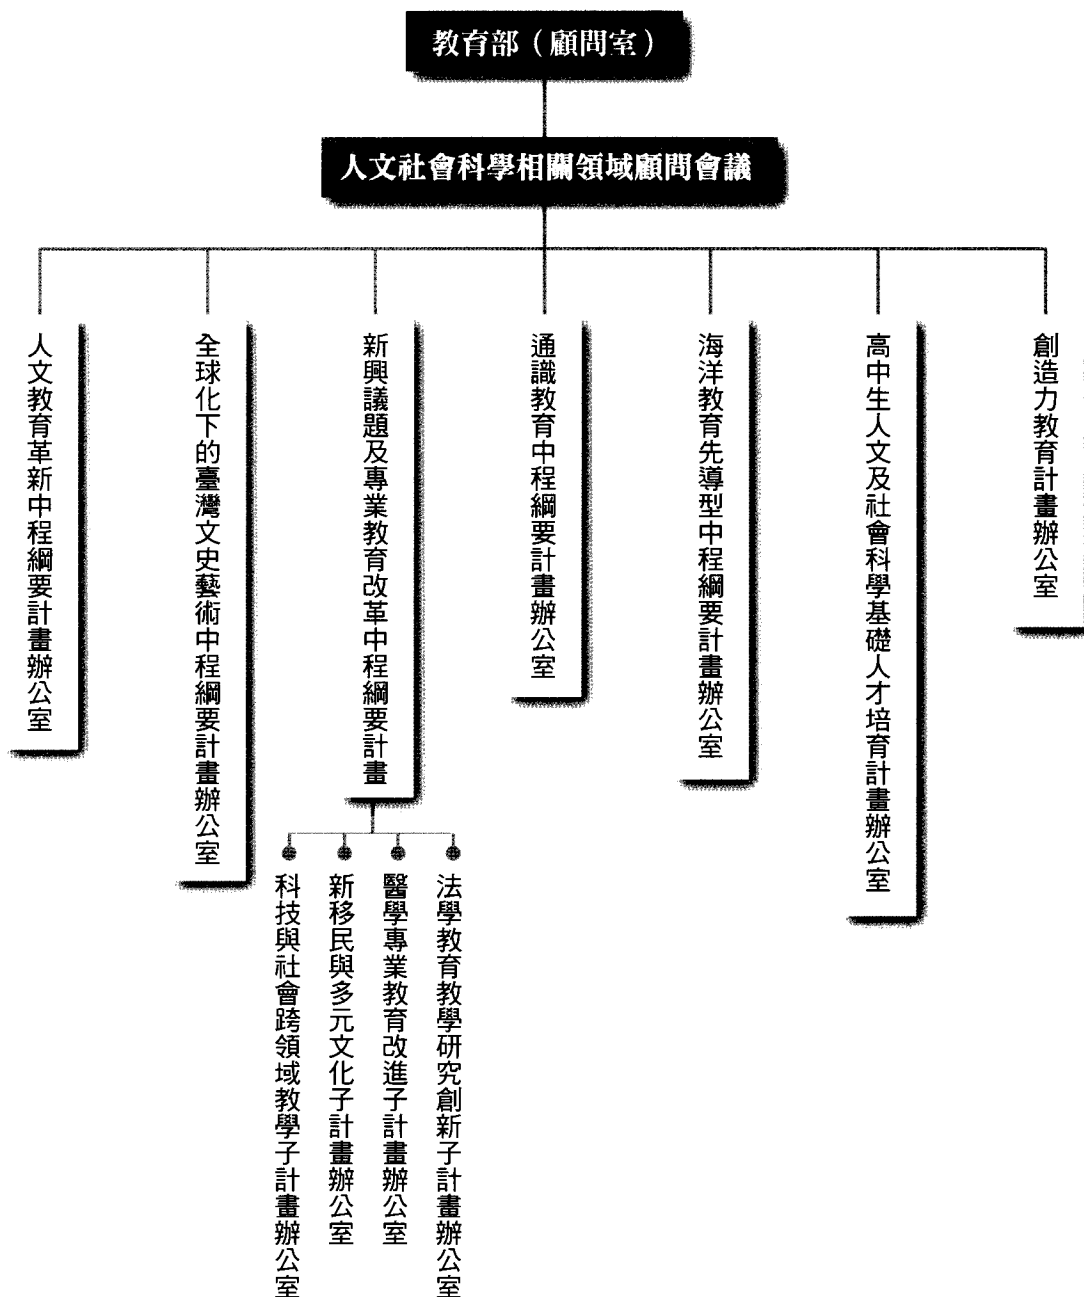 教育部（顧問室）
人文社會科學相關領域顧問會議
人文教育革新中程綱要計畫辦公室
全球化下的臺灣文史藝術中程綱要計畫辦公室
新興議題及專業教育改革中程綱要計畫
通識教育中程綱要計畫辦公室
海洋教育先導型中程綱要計畫辦公室
高中生人文及社會科學基礎人才培育計畫辦公室
創造力教育計畫辦公室
科技與社會跨領域教學子計畫辦公室
新移民與多元文化子計畫辦公室
醫學專業教育改進子計畫辦公室
法學教育教學研究創新子計畫辦公室